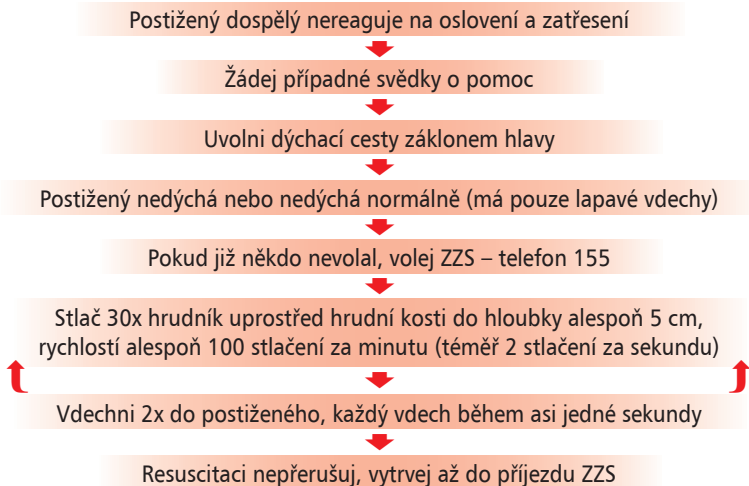 Postižený dospělý nereaguje na oslovení a zatřesení
Žádej případné svědky o pomoc
Uvolni dýchací cesty záklonem hlavy
Postižený nedýchá nebo nedýchá normálně (má pouze lapavé vdechy)
Pokud již někdo nevolal, volej ZZS – telefon 155
Stlač 30x hrudník uprostřed hrudní kosti do hloubky alespoň 5 cm,
rychlostí alespoň 100 stlačení za minutu (téměř 2 stlačení za sekundu)
Vdechni 2x do postiženého, každý vdech během asi jedné sekundy
Resuscitaci nepřerušuj, vytrvej až do příjezdu ZZS